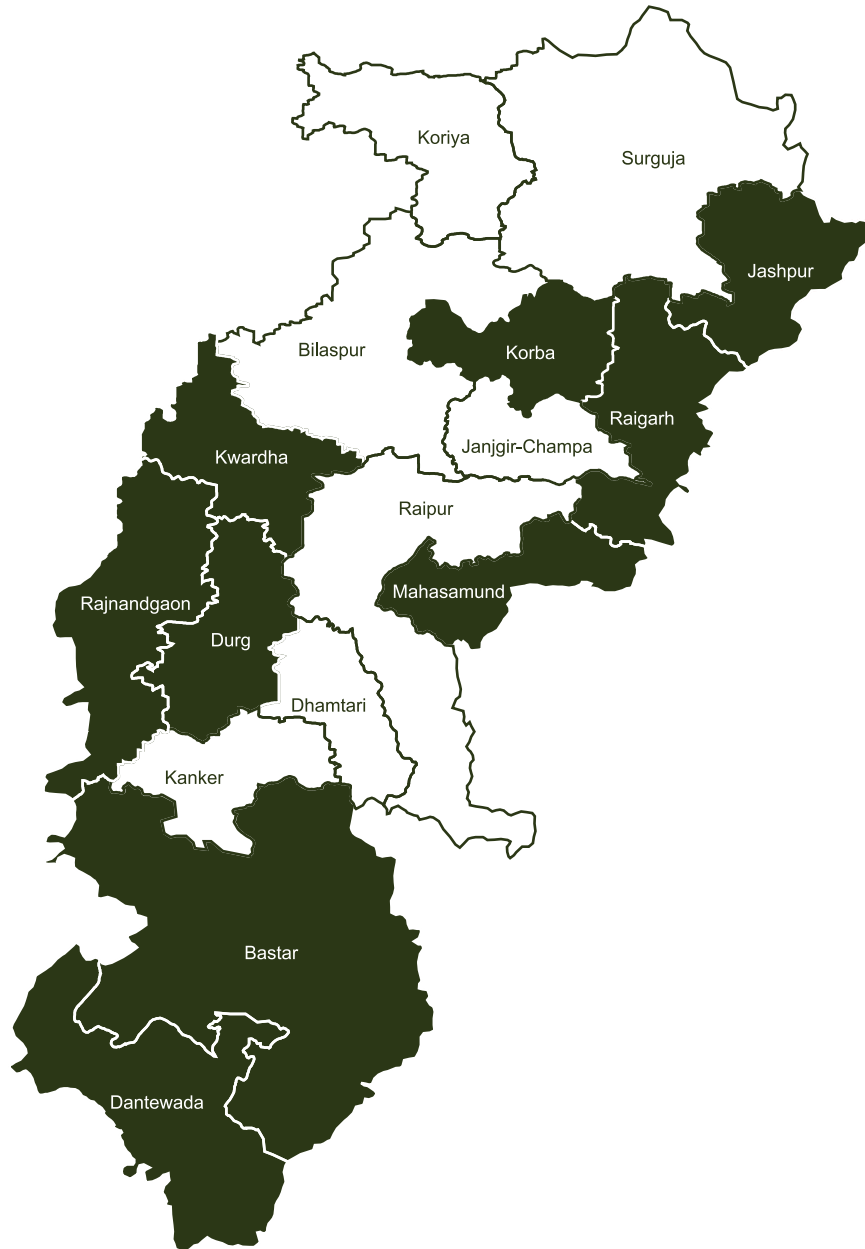 Koriya
Surguja
Jashpur
Bilaspur
Korba
Raigarh
Janjgir-Champa
Kwardha
Raipur
Mahasamund
Rajnandgaon
Durg
Dhamtari
Kanker
Bastar
Dantewada